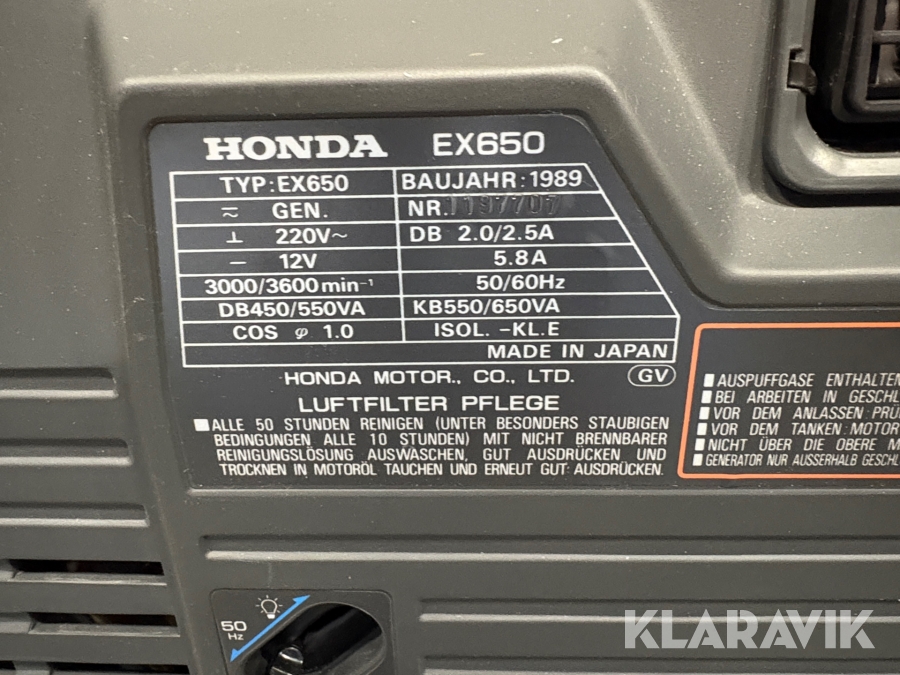 HONDA EX650
TYP:EX650 BAUJAHR:1989
GEN. NR. 1197707
⊥ 220V~ DB 2.0/2.5A
— 12V 5.8A
3000/3600min⁻¹ 50/60Hz
DB450/550VA KB550/650VA
COS φ 1.0 ISOL. -KL.E
MADE IN JAPAN
HONDA MOTOR., CO., LTD. GV
LUFTFILTER PFLEGE
■ALLE 50 STUNDEN REINIGEN (UNTER BESONDERS STAUBIGEN
BEDINGUNGEN ALLE 10 STUNDEN) MIT NICHT BRENNBARER
REINIGUNGSLÖSUNG AUSWASCHEN, GUT AUSDRÜCKEN UND
TROCKNEN IN MOTORÖL TAUCHEN UND ERNEUT GUT AUSDRÜCKEN.
■AUSPUFFGASE ENTHALTEN
■BEI ARBEITEN IN GESCHL
■VOR DEM ANLASSEN PRÜ
■VOR DEM TANKEN: MOTOR
■NICHT ÜBER DIE OBERE M
■GENERATOR NUR AUSSERHALB GESCHL
50
Hz
KLARAVIK